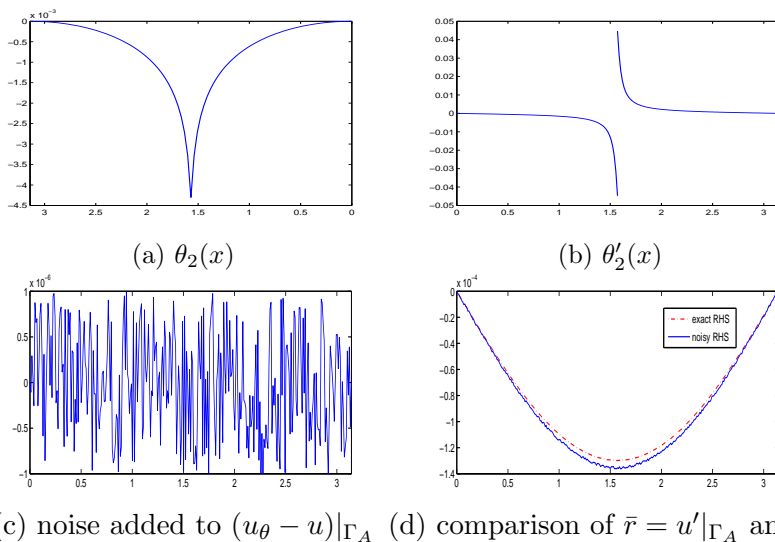 x 10⁻³
0
−0.5
−1
−1.5
−2
−2.5
−3
−3.5
−4
−4.5
3 2.5 2 1.5 1 0.5 0
(a) θ₂(x)
0.05
0.04
0.03
0.02
0.01
0
−0.01
−0.02
−0.03
−0.04
−0.05
0 0.5 1 1.5 2 2.5 3
(b) θ′₂(x)
x 10⁻⁶
1
0.5
0
−0.5
−1
0 0.5 1 1.5 2 2.5 3
c) noise added to (u_θ − u)|_Γ_A
x 10⁻⁴
−0
−0.2
−0.4
−0.6
−0.8
−1
−1.2
−1.4
0 0.5 1 1.5 2 2.5 3
exact RHS
noisy RHS
(d) comparison of r̄ = u′|_Γ_A an